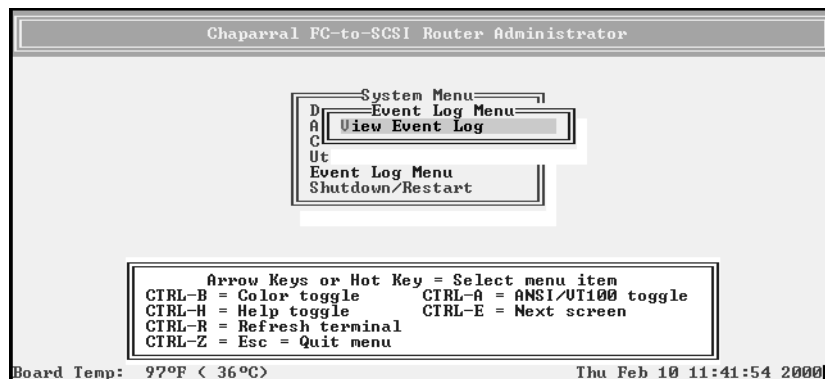 Chaparral FC-to-SCSI Router Administrator
System Menu
D
Event Log Menu
A
View Event Log
C
Ut
Event Log Menu
Shutdown/Restart
Arrow Keys or Hot Key = Select menu item
CTRL-B = Color toggle CTRL-A = ANSI/VT100 toggle
CTRL-H = Help toggle CTRL-E = Next screen
CTRL-R = Refresh terminal
CTRL-Z = Esc = Quit menu
Board Temp: 97ºF ( 36ºC) Thu Feb 10 11:41:54 2000